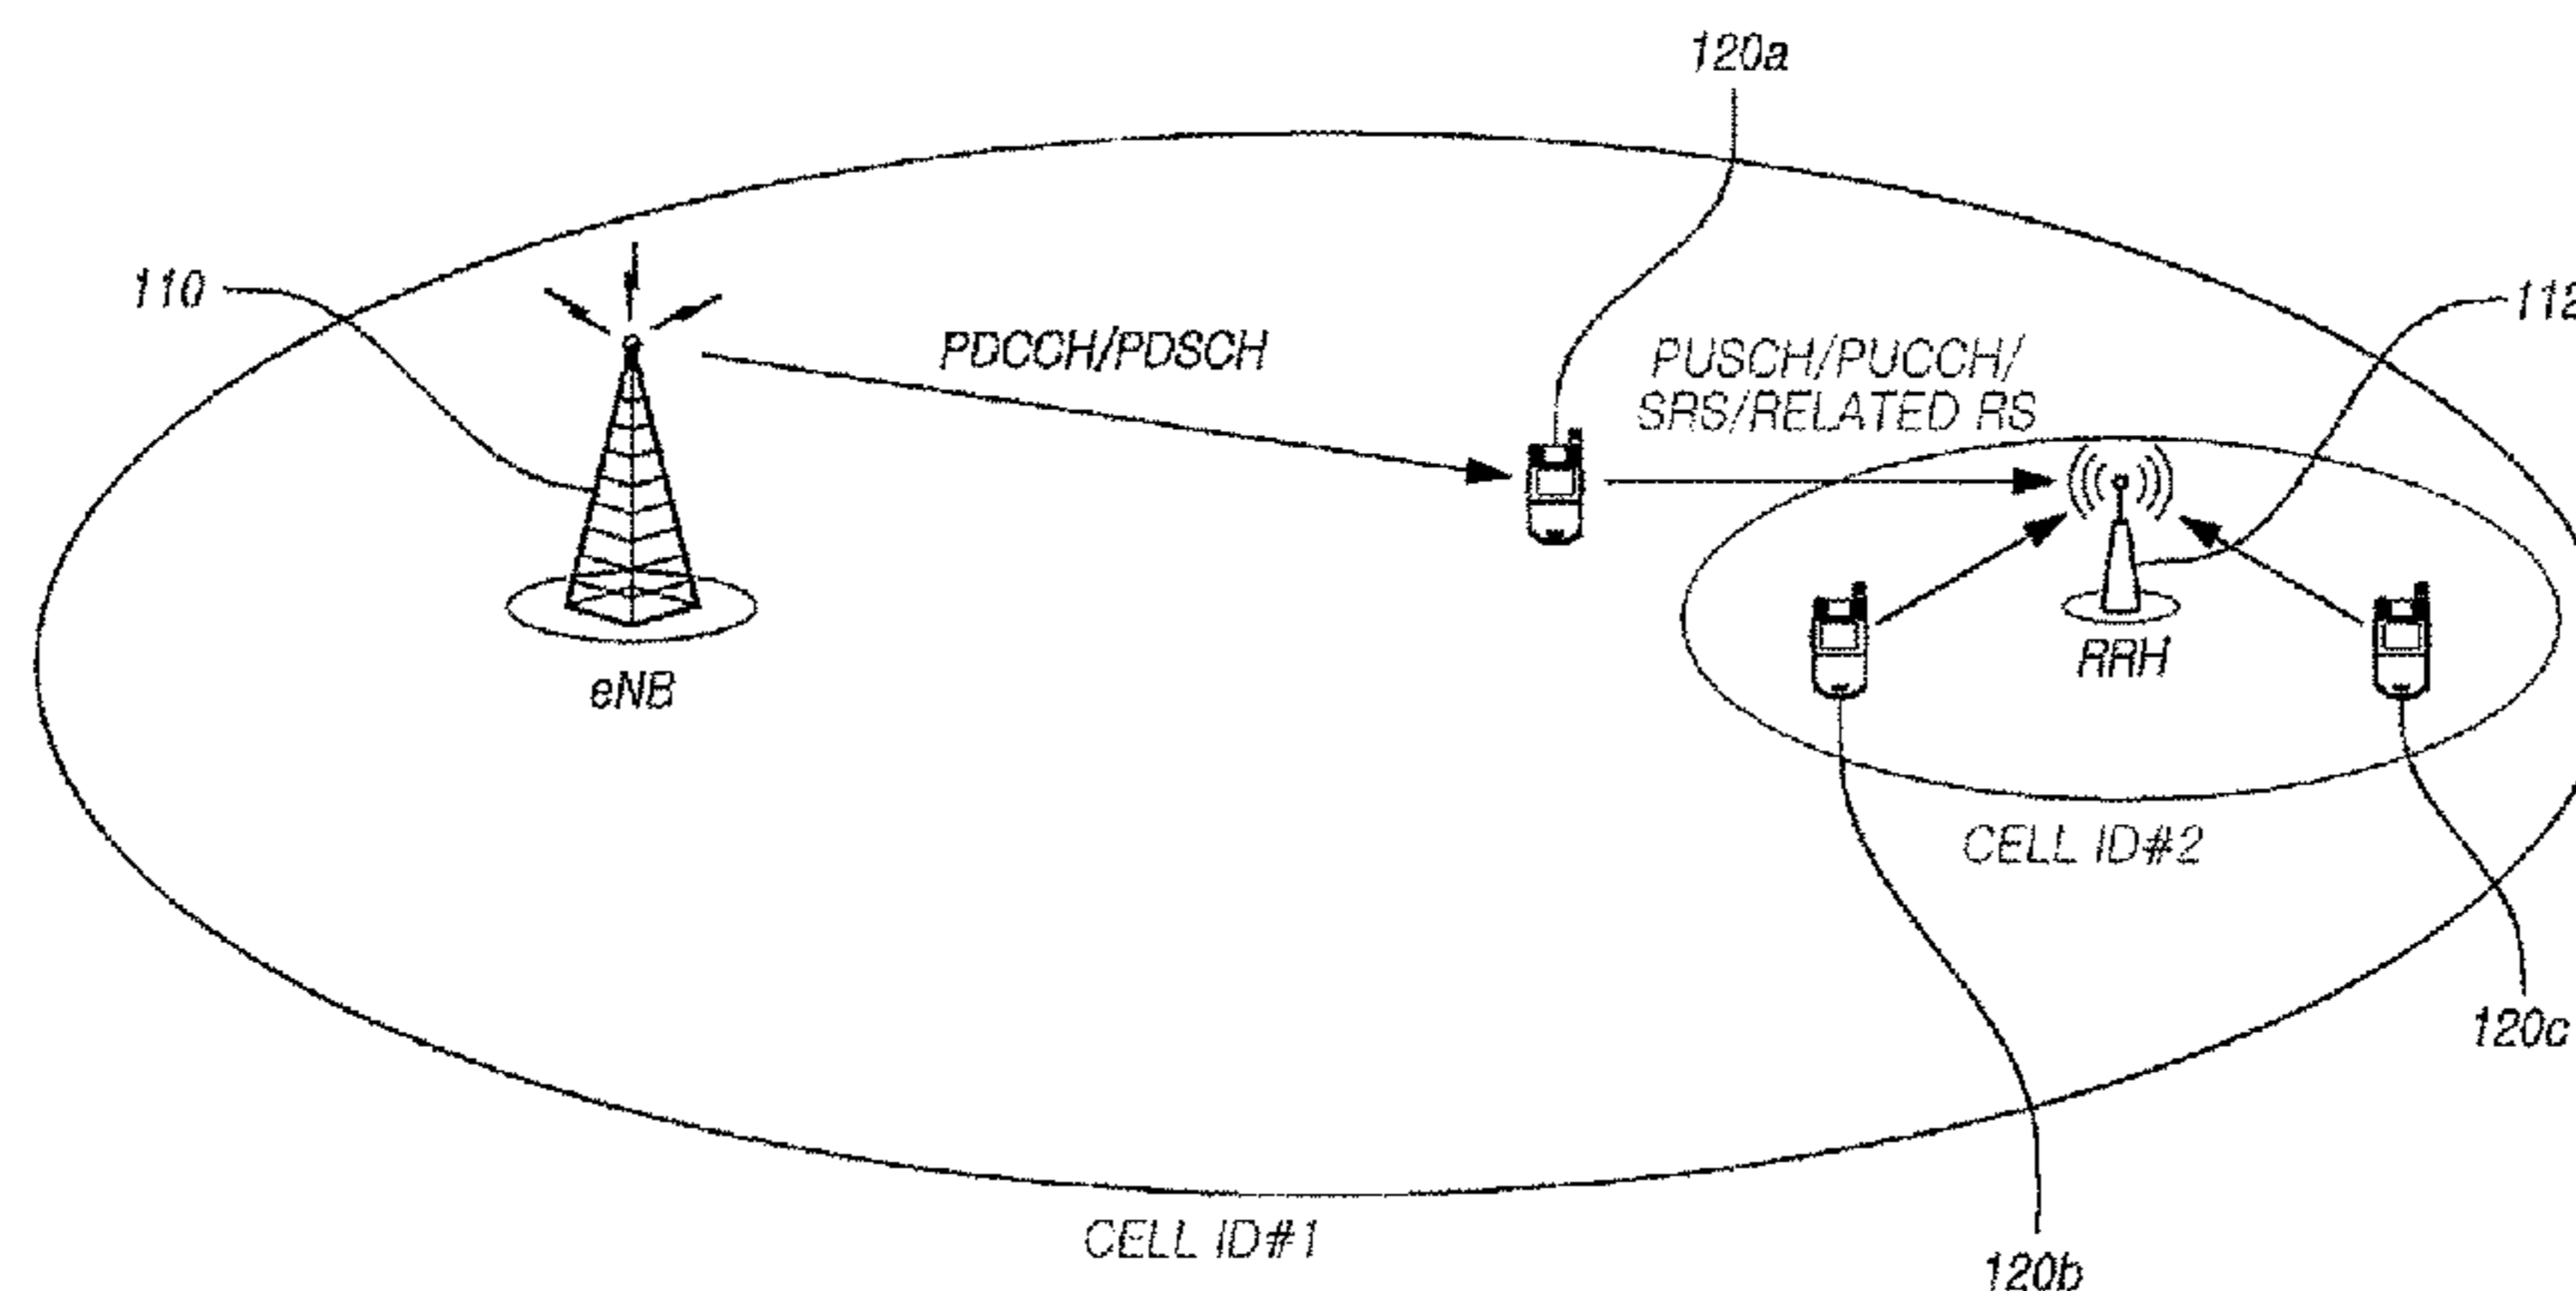 120a
110
112
PDCCH/PDSCH
PUSCH/PUCCH/
SRS/RELATED RS
eNB
RRH
CELL ID#2
120c
CELL ID#1
120b